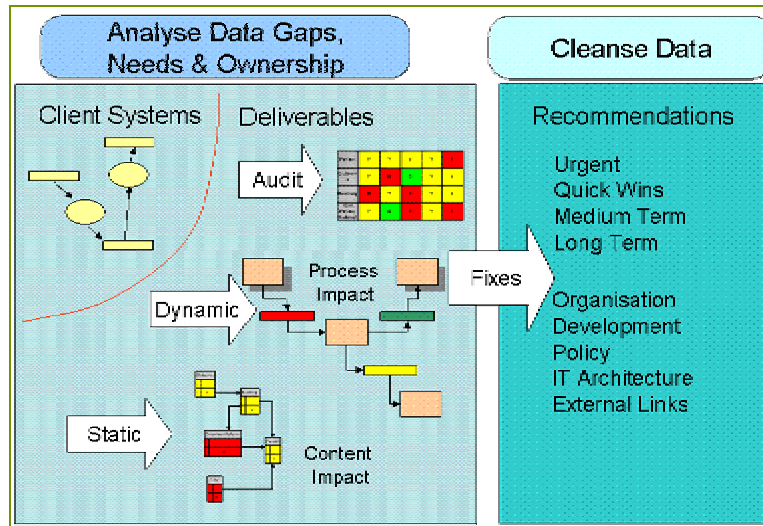 Analyse Data Gaps,
Needs & Ownership
Cleanse Data
Client Systems
Deliverables
Audit
Process
Impact
Dynamic
Static
Content
Impact
Fixes
Recommendations
Urgent
Quick Wins
Medium Term
Long Term
Organisation
Development
Policy
IT Architecture
External Links